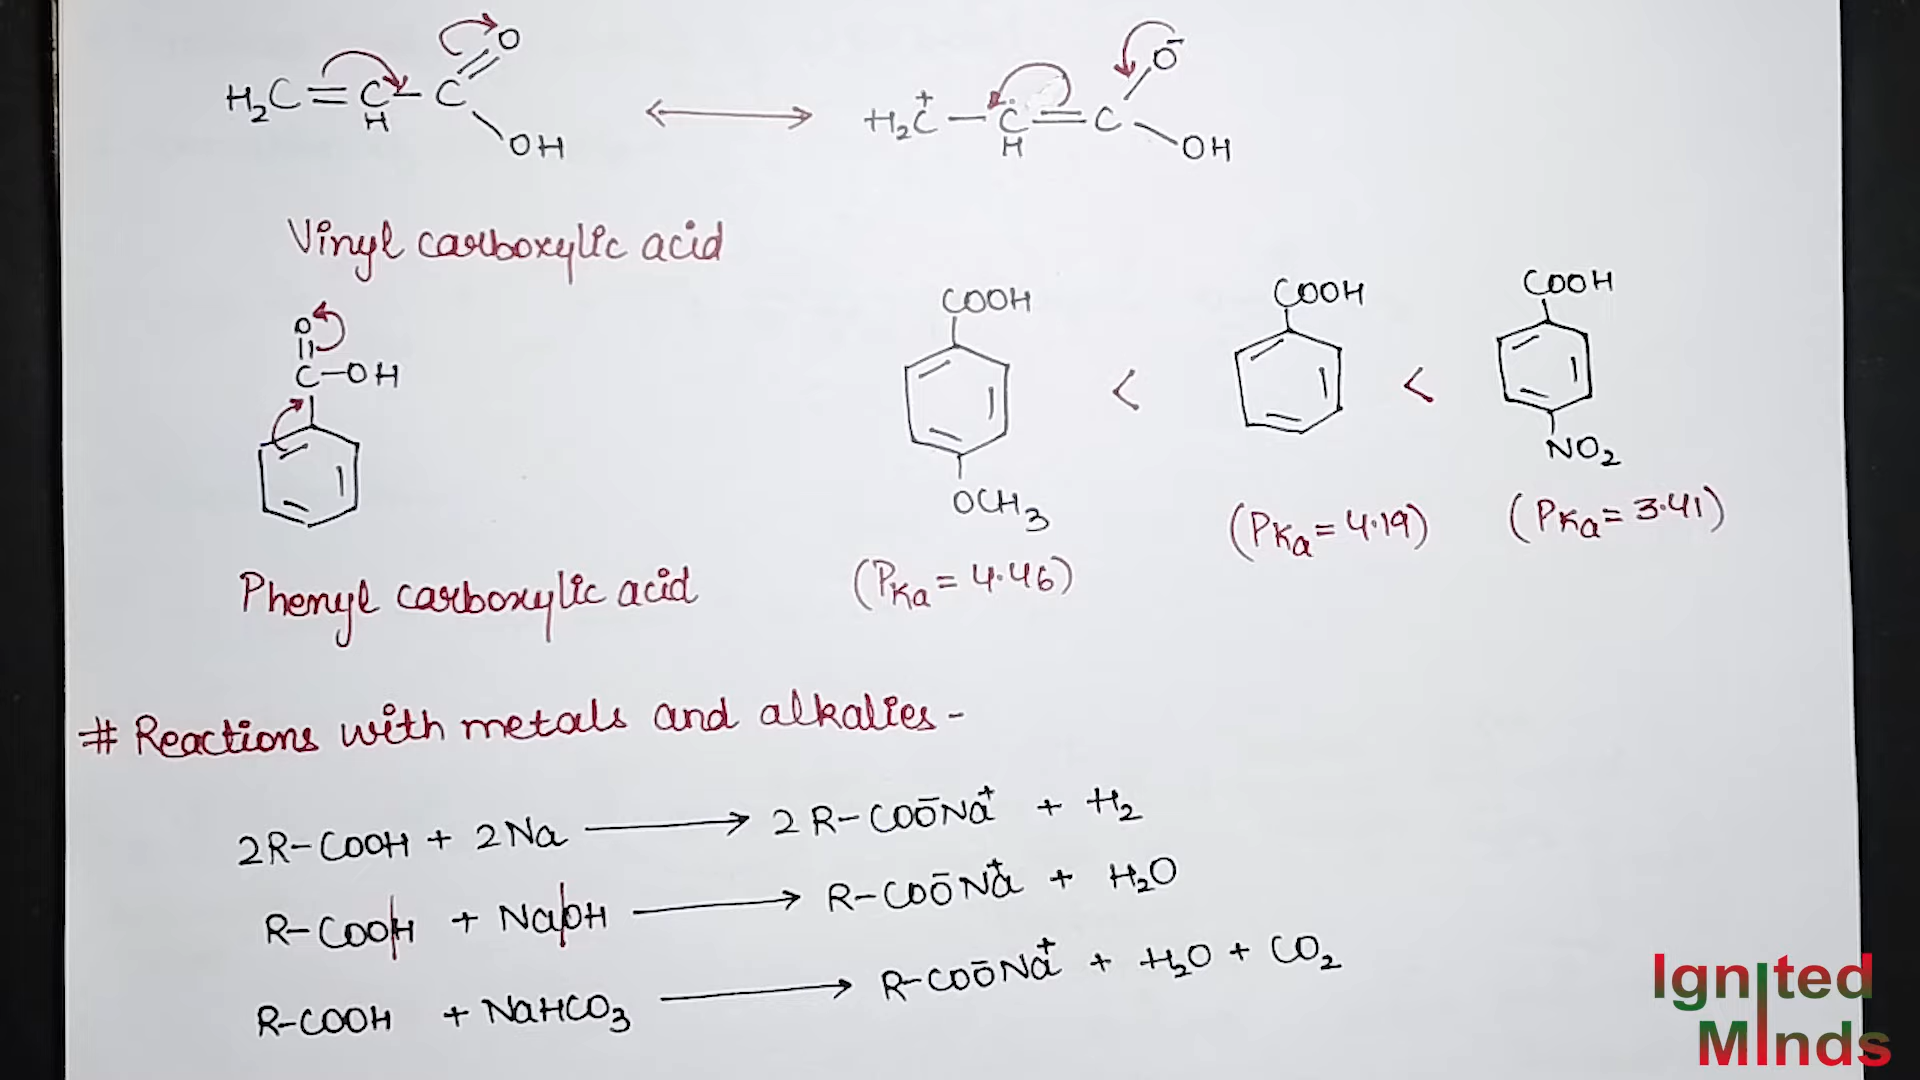 H₂C=CH-C(=O)-OH ⟷ H₂C⁺-CH=C(O⁻)-OH
Vinyl carboxylic acid
O
C-OH
COOH < COOH < COOH
OCH₃ NO₂
Phenyl carboxylic acid (PKa = 4.46) (PKa = 4.19) (PKa = 3.41)
# Reactions with metals and alkalies -
2R-COOH + 2Na ⟶ 2R-COO⁻Na⁺ + H₂
R-COOH + NaOH ⟶ R-COO⁻Na⁺ + H₂O
R-COOH + NaHCO₃ ⟶ R-COO⁻Na⁺ + H₂O + CO₂
Ignited
Minds